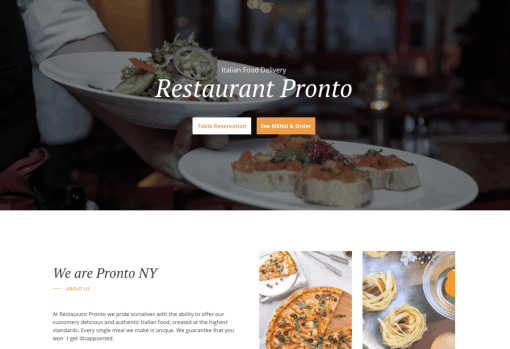 Italian Food Delivery
Restaurant Pronto
Table Reservation
See MENU & Order
We are Pronto NY
ABOUT US
At Restaurant Pronto we pride ourselves with the ability to offer our
customers delicious and authentic Italian food, created at the highest
standards. Every single meal we make is unique. We guarantee that you
won`t get disappointed.